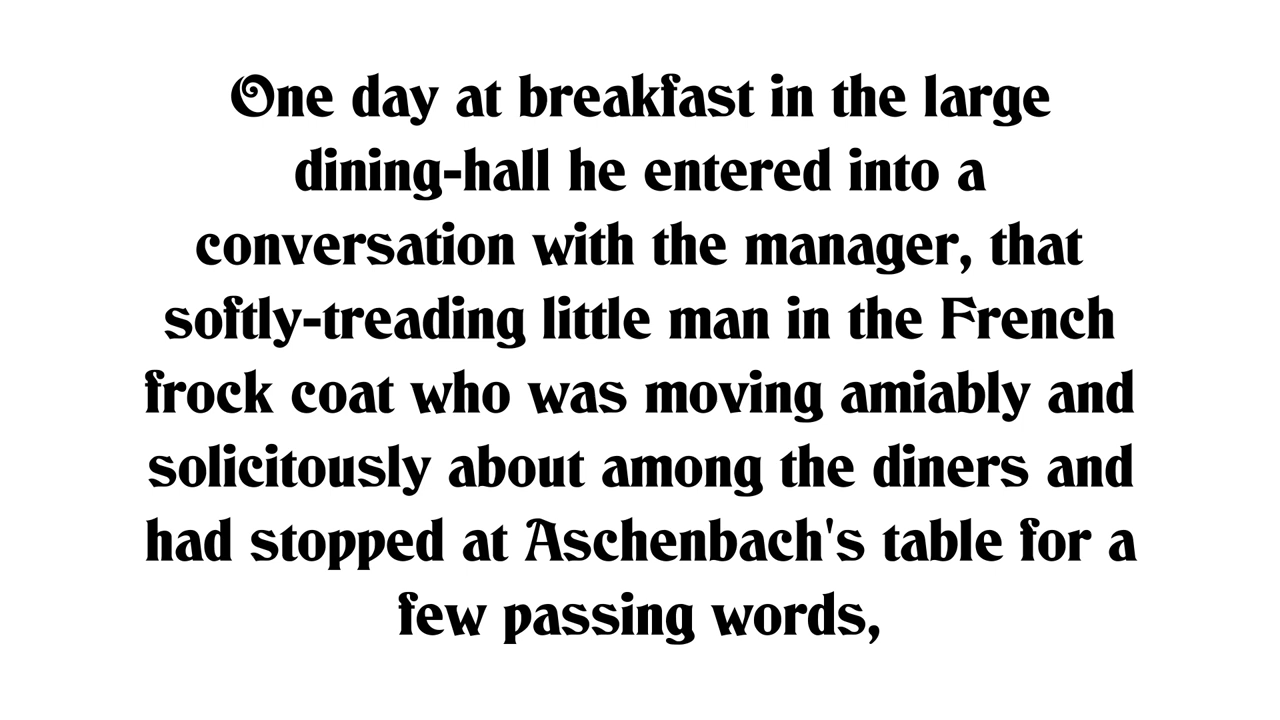 One day at breakfast in the large
dining-hall he entered into a
conversation with the manager, that
softly-treading little man in the French
frock coat who was moving amiably and
solicitously about among the diners and
had stopped at Aschenbach's table for a
few passing words,